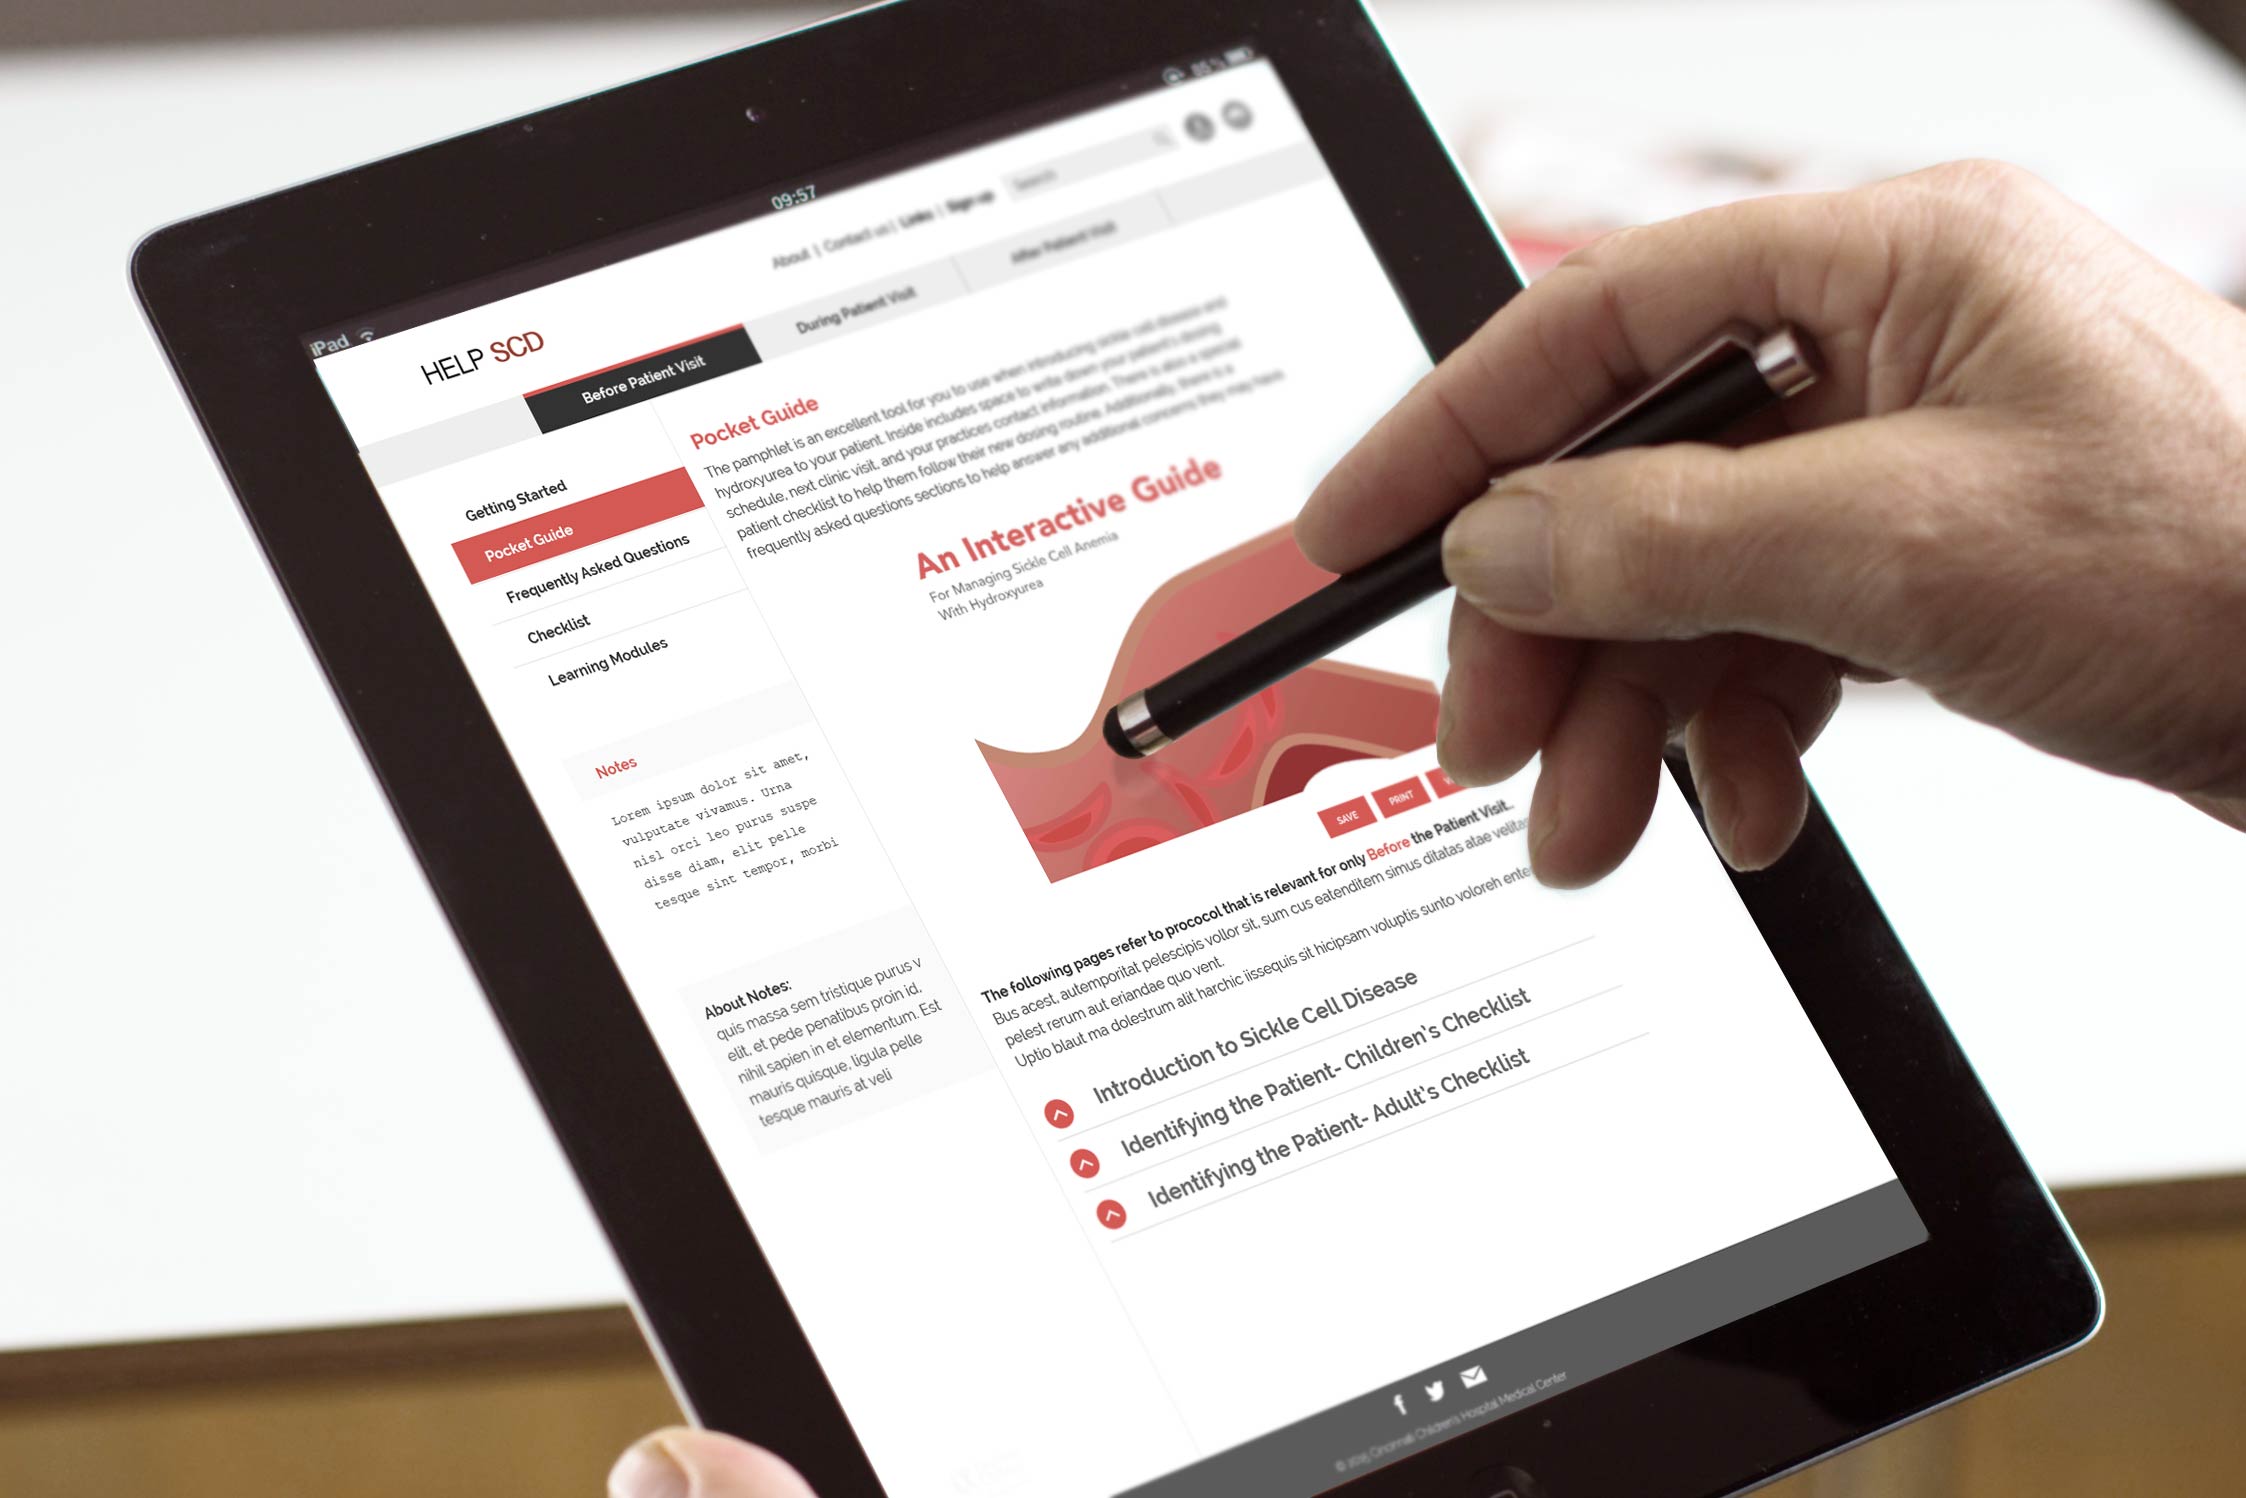 iPad
09:57
85 %
About | Contact us | Links | Sign up
Search
HELP SCD
Before Patient Visit
During Patient Visit
After Patient Visit
Getting Started
Pocket Guide
Frequently Asked Questions
Checklist
Learning Modules
Notes
Lorem ipsum dolor sit amet,
vulputate vivamus. Urna
nisl orci leo purus suspe
disse diam, elit pelle
tesque sint tempor, morbi
About Notes:
quis massa sem tristique purus v
elit, et pede penatibus proin id,
nihil sapien in et elementum. Est
mauris quisque, ligula pelle
tesque mauris at veli
Pocket Guide
The pamphlet is an excellent tool for you to use when introducing sickle cell disease and
hydroxyurea to your patient. Inside includes space to write down your patient's dosing
schedule, next clinic visit, and your practices contact information. There is also a special
patient checklist to help them follow their new dosing routine. Additionally, there is a
frequently asked questions sections to help answer any additional concerns they may have
An Interactive Guide
For Managing Sickle Cell Anemia
With Hydroxyurea
SAVE
PRINT
The following pages refer to prococol that is relevant for only Before the Patient Visit..
Bus acest, autemporitat pelescipis vollor sit, sum cus eatenditem simus ditatas atae velitas
pelest rerum aut eriandae quo vent.
Uptio blaut ma dolestrum alit harchic iissequis sit hicipsam voluptis sunto voloreh ente
Introduction to Sickle Cell Disease
Identifying the Patient- Children's Checklist
Identifying the Patient- Adult's Checklist
© 2015 Cincinnati Children's Hospital Medical Center